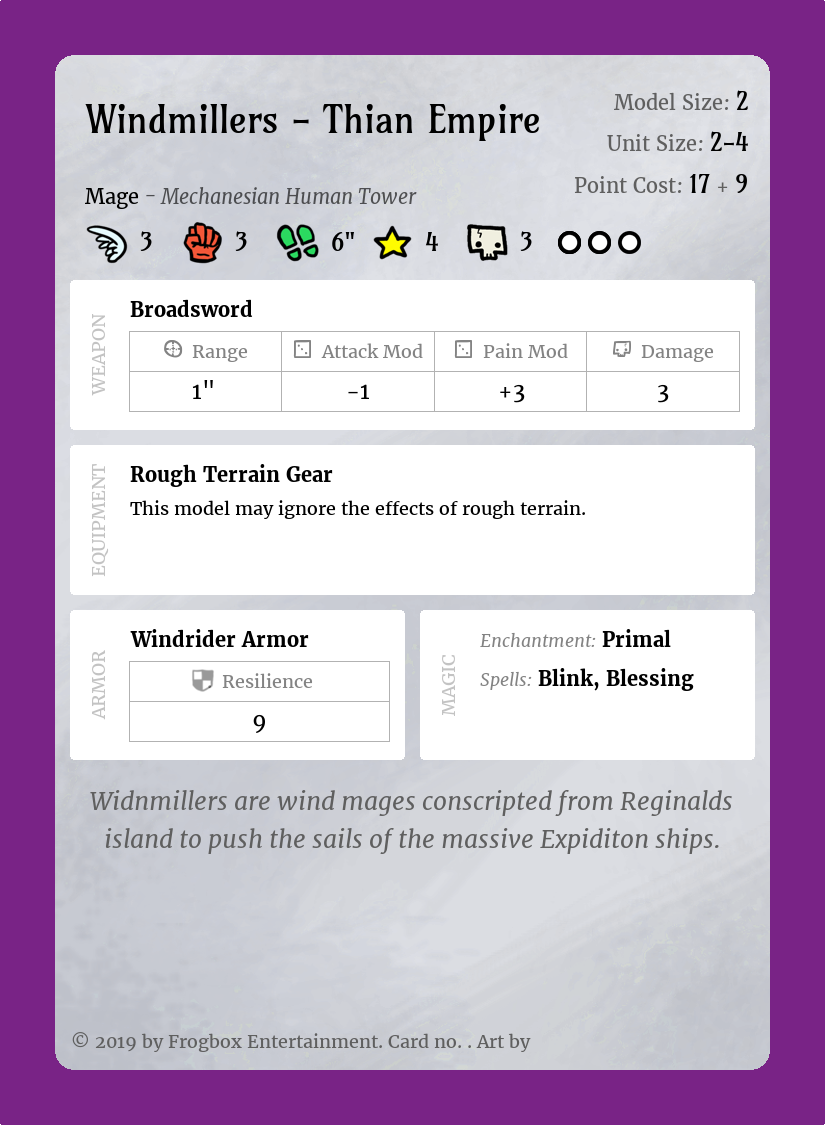 Windmillers – Thian Empire
Model Size: 2
Unit Size: 2–4
Point Cost: 17 + 9
Mage – Mechanesian Human Tower
3 3 6" 4 3
WEAPON
Broadsword
Range Attack Mod Pain Mod Damage
1" -1 +3 3
EQUIPMENT
Rough Terrain Gear
This model may ignore the effects of rough terrain.
ARMOR
Windrider Armor
Resilience
9
MAGIC
Enchantment: Primal
Spells: Blink, Blessing
Widnmillers are wind mages conscripted from Reginalds
island to push the sails of the massive Expiditon ships.
© 2019 by Frogbox Entertainment. Card no. . Art by